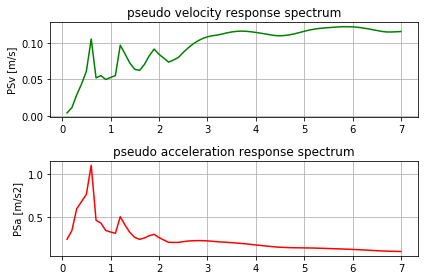 pseudo velocity response spectrum
PSv [m/s]
0.10
0.05
0.00
0 1 2 3 4 5 6 7
pseudo acceleration response spectrum
PSa [m/s2]
1.0
0.5
0 1 2 3 4 5 6 7